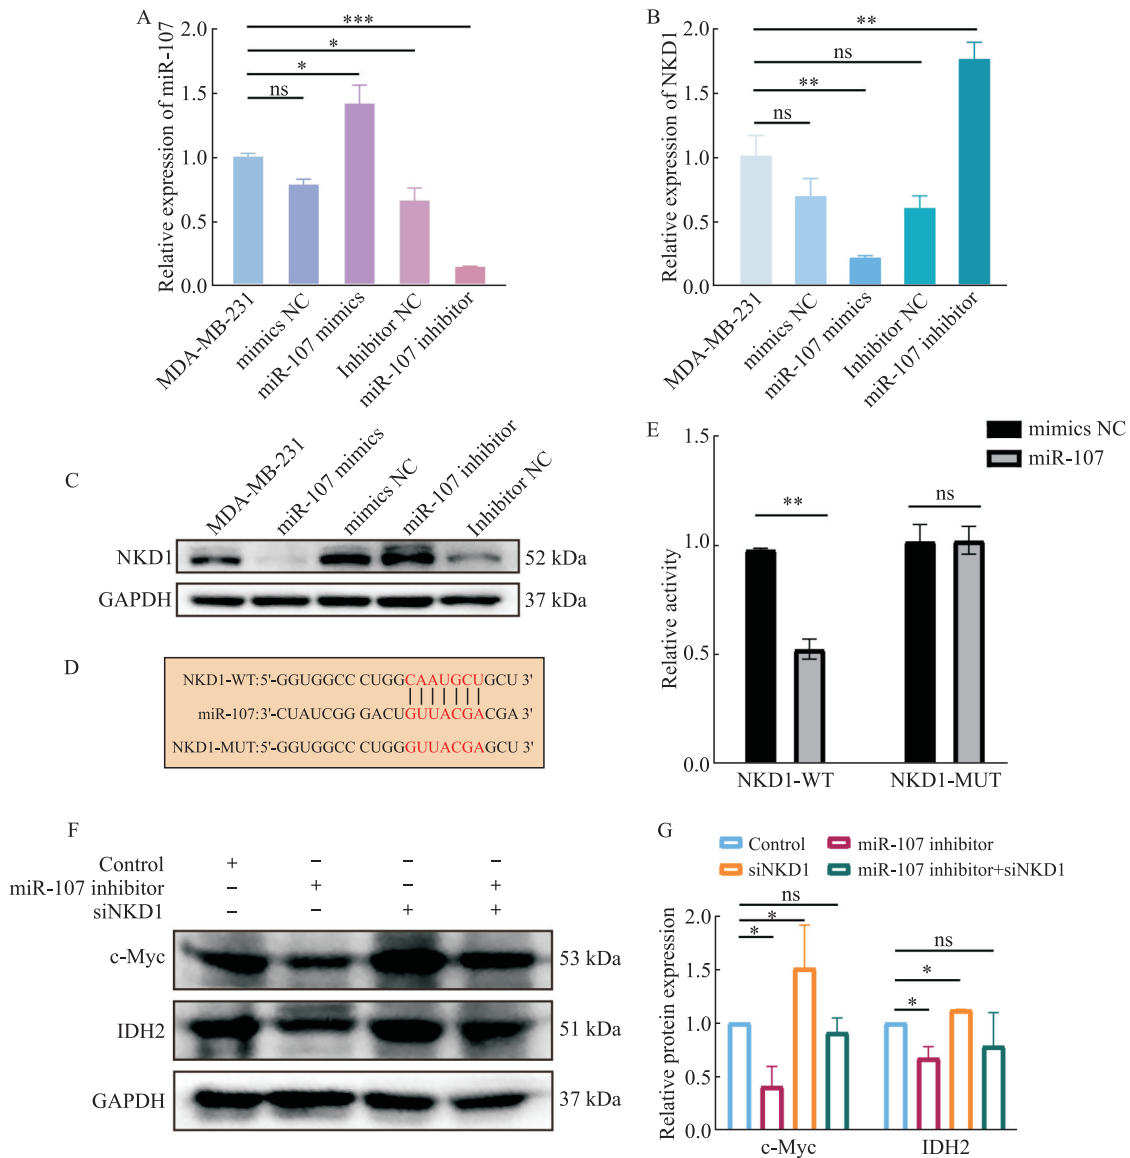 A
Relative expression of miR-107
2.0
1.5
1.0
0.5
0.0
***
*
*
ns
MDA-MB-231
mimics NC
miR-107 mimics
Inhibitor NC
miR-107 inhibitor
B
Relative expression of NKD1
2.0
1.5
1.0
0.5
0.0
**
ns
**
ns
MDA-MB-231
mimics NC
miR-107 mimics
Inhibitor NC
miR-107 inhibitor
C
MDA-MB-231
miR-107 mimics
mimics NC
miR-107 inhibitor
Inhibitor NC
NKD1 52 kDa
GAPDH 37 kDa
D
NKD1-WT:5'-GGUGGCCC CUGGCAAUGCUGCU 3'
miR-107:3'-CUAUCGG GACUGUUACGACGA 3'
NKD1-MUT:5'-GGUGGCCC CUGGGUUACGAGCU 3'
E
mimics NC
miR-107
Relative activity
1.5
1.0
0.5
0.0
**
ns
NKD1-WT NKD1-MUT
F
Control + – – –
miR-107 inhibitor – + – +
siNKD1 – – + +
c-Myc 53 kDa
IDH2 51 kDa
GAPDH 37 kDa
G
Control miR-107 inhibitor
siNKD1 miR-107 inhibitor+siNKD1
Relative protein expression
2.0
1.5
1.0
0.5
0.0
ns
*
*
ns
*
*
c-Myc IDH2